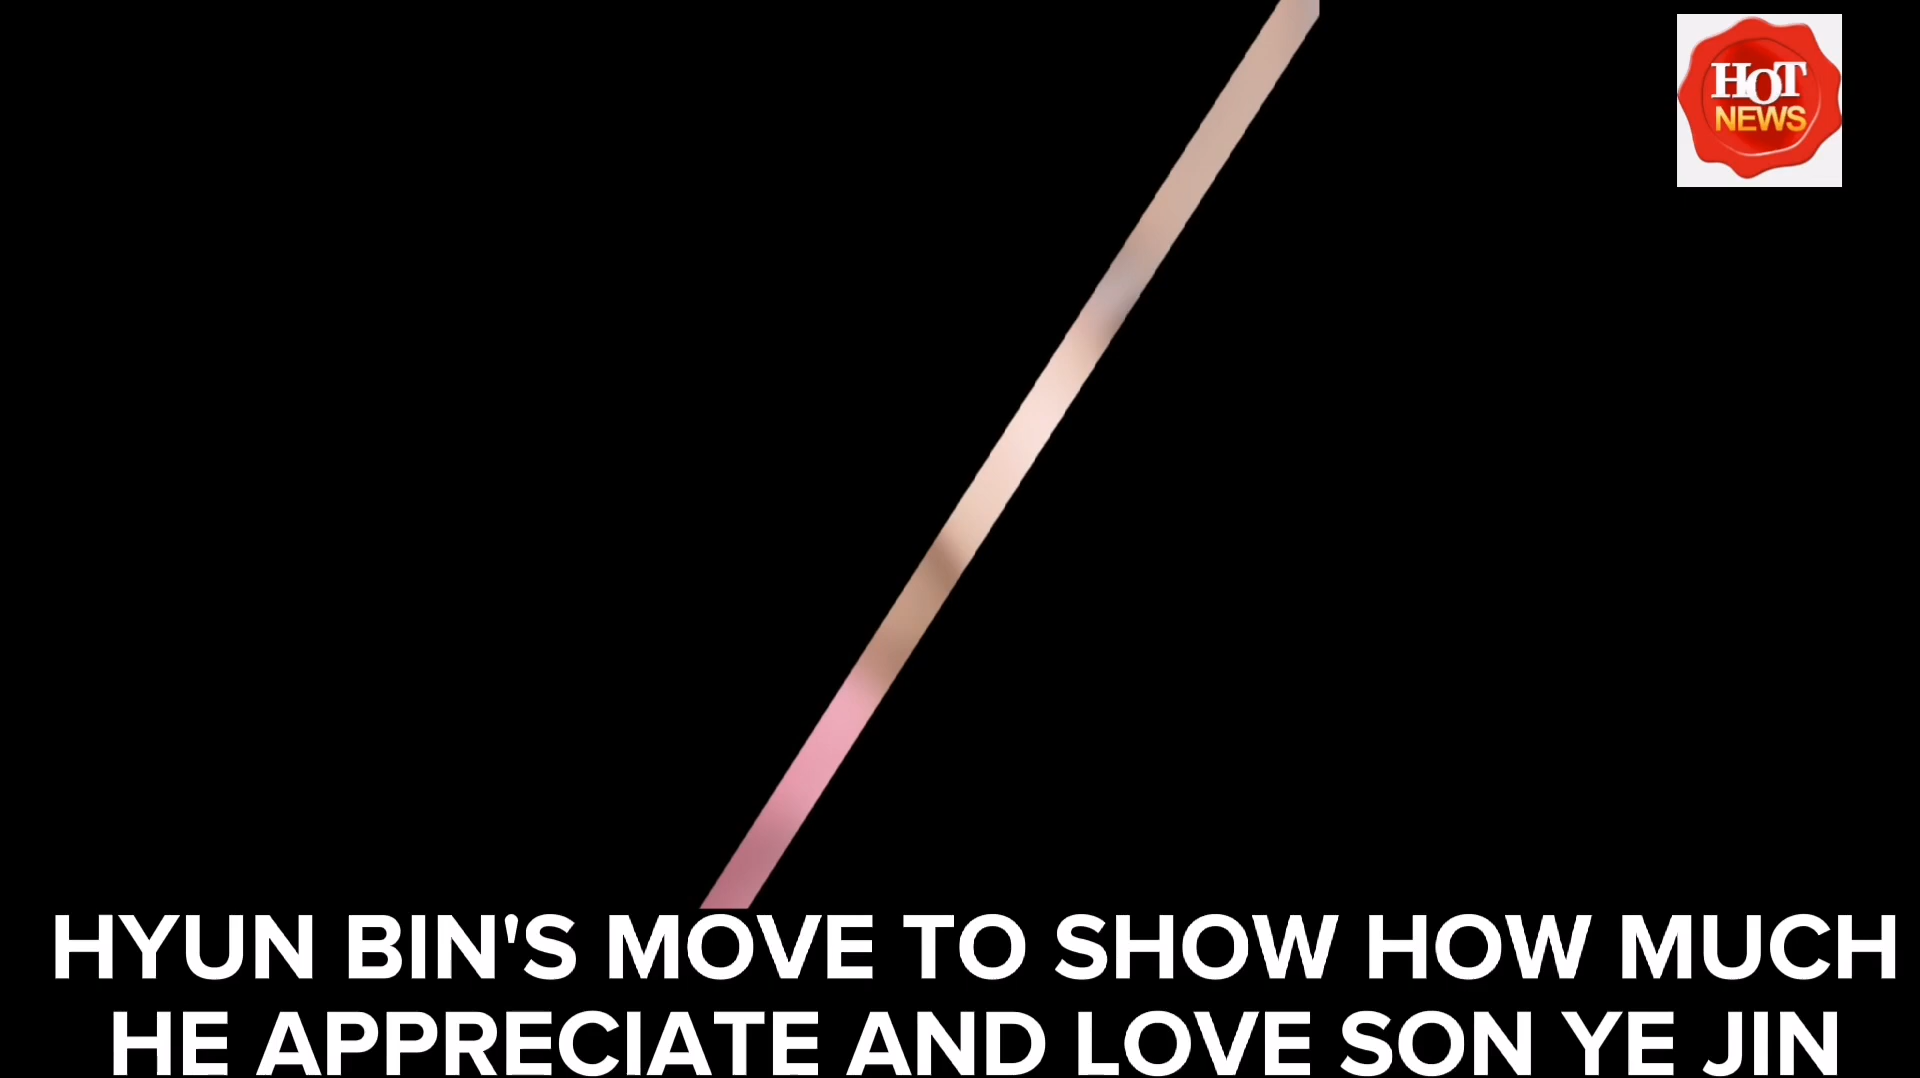 HOT
NEWS
HYUN BIN'S MOVE TO SHOW HOW MUCH
HE APPRECIATE AND LOVE SON YE JIN